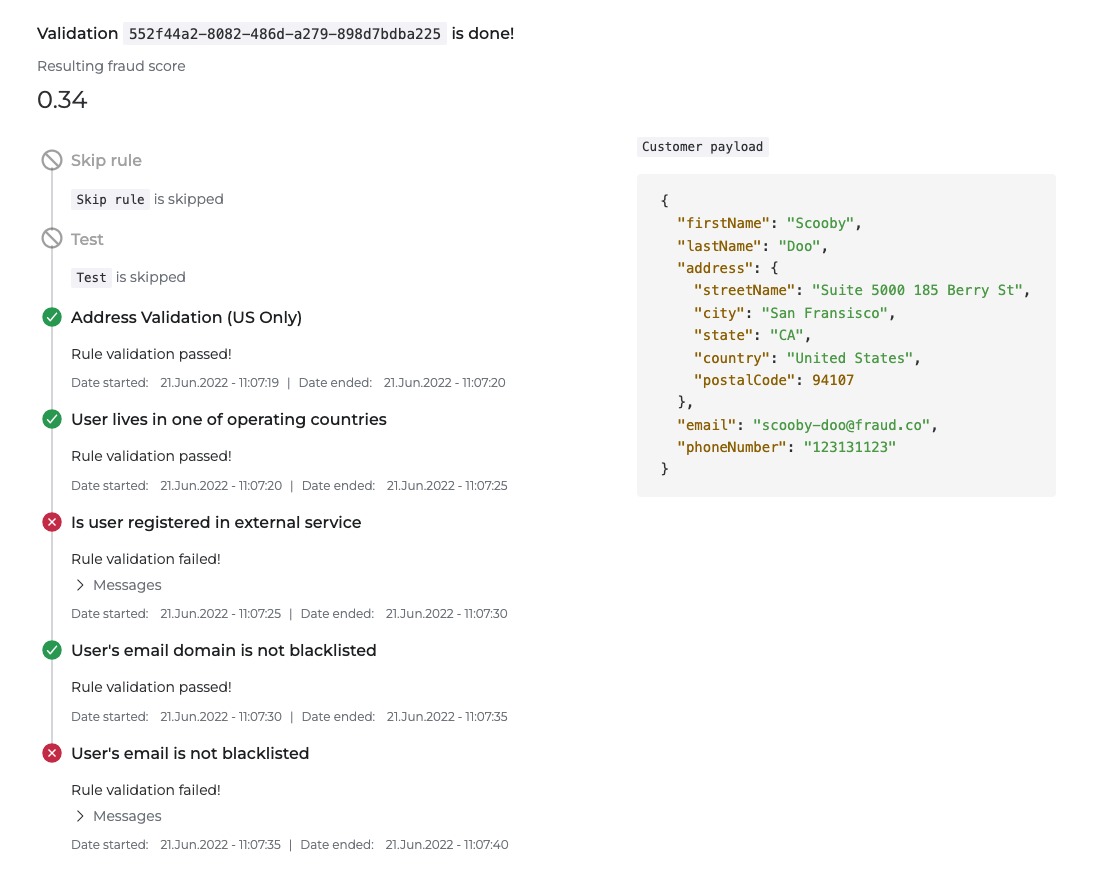 Validation 552f44a2-8082-486d-a279-898d7bdba225 is done!
Resulting fraud score
0.34
Skip rule
Skip rule is skipped
Test
Test is skipped
Address Validation (US Only)
Rule validation passed!
Date started: 21.Jun.2022 - 11:07:19 | Date ended: 21.Jun.2022 - 11:07:20
User lives in one of operating countries
Rule validation passed!
Date started: 21.Jun.2022 - 11:07:20 | Date ended: 21.Jun.2022 - 11:07:25
Is user registered in external service
Rule validation failed!
Messages
Date started: 21.Jun.2022 - 11:07:25 | Date ended: 21.Jun.2022 - 11:07:30
User's email domain is not blacklisted
Rule validation passed!
Date started: 21.Jun.2022 - 11:07:30 | Date ended: 21.Jun.2022 - 11:07:35
User's email is not blacklisted
Rule validation failed!
Messages
Date started: 21.Jun.2022 - 11:07:35 | Date ended: 21.Jun.2022 - 11:07:40
Customer payload
{
"firstName": "Scooby",
"lastName": "Doo",
"address": {
"streetName": "Suite 5000 185 Berry St",
"city": "San Fransisco",
"state": "CA",
"country": "United States",
"postalCode": 94107
},
"email": "scooby-doo@fraud.co",
"phoneNumber": "123131123"
}